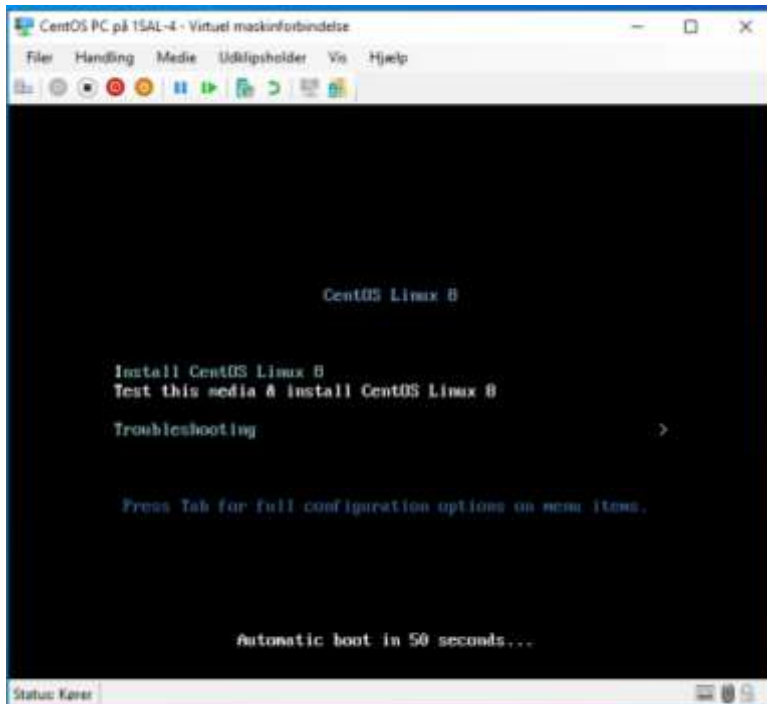 CentOS PC på 1SAL-4 - Virtuel maskinforbindelse
Filer Handling Medie Udklipsholder Vis Hjælp
CentOS Linux 8
Install CentOS Linux 8
Test this media & install CentOS Linux 8
Troubleshooting >
Press Tab for full configuration options on menu items.
Automatic boot in 50 seconds...
Status: Kører